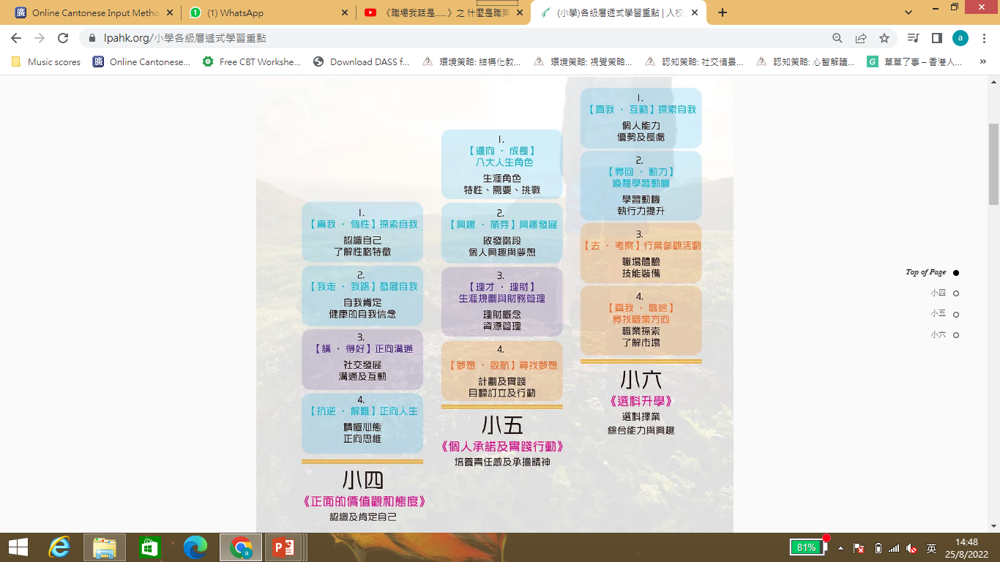 Online Cantonese Input Metho
(1) WhatsApp
《職場我話是......》之 什麼是職業
(小學)各級層遞式學習重點 | 入校
lpahk.org/小學各級層遞式學習重點
a
Music scores
Online Cantonese...
Free CBT Workshe...
Download DASS f...
環境策略: 結構化教...
環境策略: 視覺策略...
認知策略: 社交情景...
認知策略: 心智解讀...
草草了事 – 香港人...
»
1.
【真我 · 個性】探索自我
認識自己
了解性格特徵
2.
【我走 · 我路】發展自我
自我肯定
健康的自我信念
3.
【講 · 得好】正向溝通
社交發展
溝通及互動
4.
【抗逆 · 解難】正向人生
積極心態
正向思維
小四
《正面的價值觀和態度》
認識及肯定自己
1.
【邁向 · 成長】
八大人生角色
生涯角色
特性、需要、挑戰
2.
【興趣 · 萌芽】興趣發展
啟發階段
個人興趣與夢想
3.
【理才 · 理財】
生涯規劃與財務管理
理財概念
資源管理
4.
【夢想 · 啟航】尋找夢想
計劃及實踐
目標訂立及行動
小五
《個人承諾及實踐行動》
培養責任感及承擔精神
1.
【真我 · 互動】探索自我
個人能力
優勢及長處
2.
【尋回 · 動力】
喚醒學習動機
學習動機
執行力提升
3.
【去 · 考察】行業參觀活動
職場體驗
技能裝備
4.
【真我 · 職途】
尋找職業方向
職業探索
了解市場
小六
《選科升學》
選科擇業
綜合能力與興趣
Top of Page
小四
小五
小六
81%
英
14:48
25/8/2022